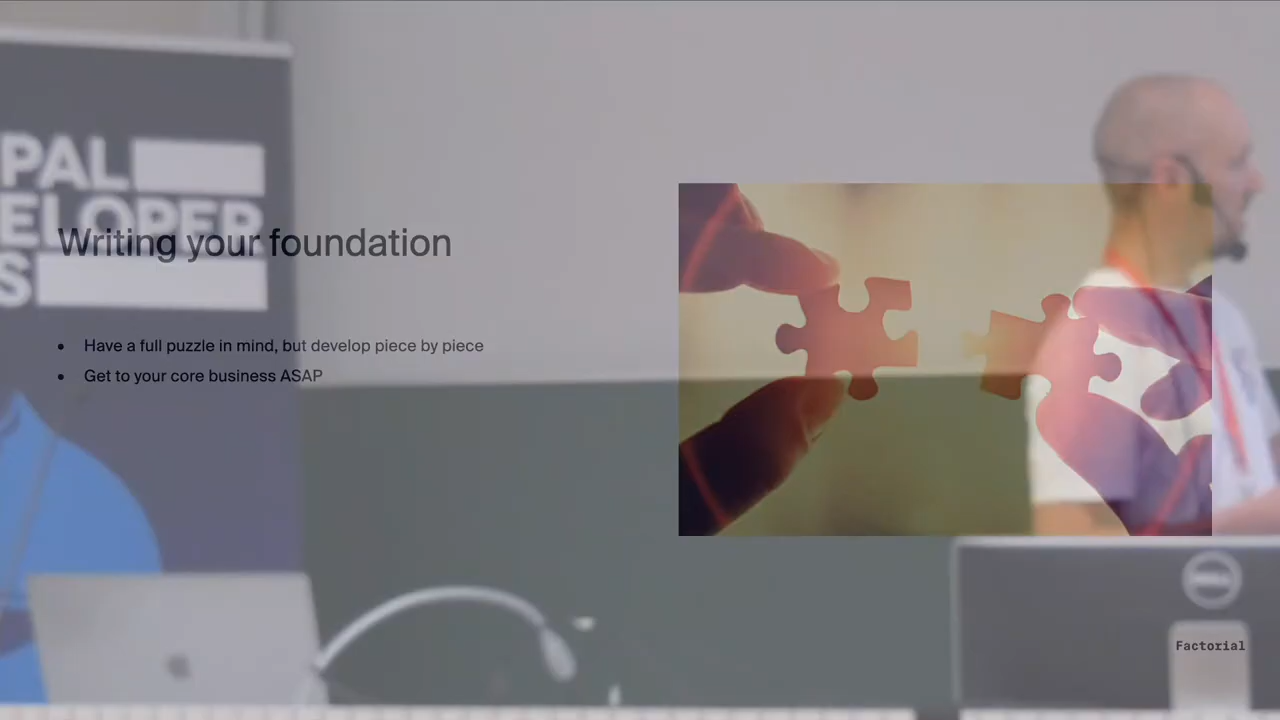 PAL
ELOPER
S
Writing your foundation
Have a full puzzle in mind, but develop piece by piece
Get to your core business ASAP
DELL
Factorial